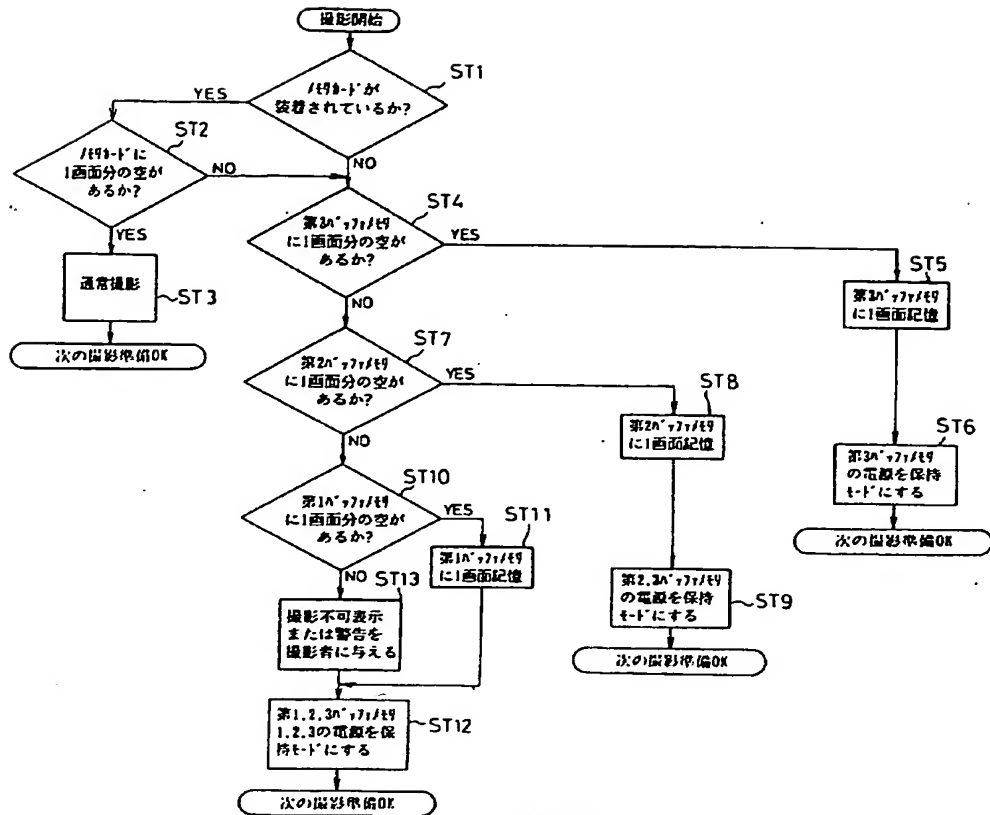 撮影開始
ST1
メモリカードが
装着されているか?
YES
NO
ST2
メモリカードに
1画面分の空が
あるか?
NO
YES
通常撮影
ST3
次の撮影準備OK
ST4
第3バッファメモリ
に1画面分の空が
あるか?
YES
NO
ST5
第3バッファメモリ
に1画面記憶
ST6
第3バッファメモリ
の電源を保持
モードにする
次の撮影準備OK
ST7
第2バッファメモリ
に1画面分の空が
あるか?
YES
NO
ST8
第2バッファメモリ
に1画面記憶
第2,3バッファメモリ
の電源を保持
モードにする
ST9
次の撮影準備OK
ST10
第1バッファメモリ
に1画面分の空が
あるか?
YES
NO
ST11
第1バッファメモリ
に1画面記憶
ST13
撮影不可表示
または警告を
撮影者に与える
第1.2.3バッファメモリ
1.2.3の電源を保
持モードにする
ST12
次の撮影準備OK